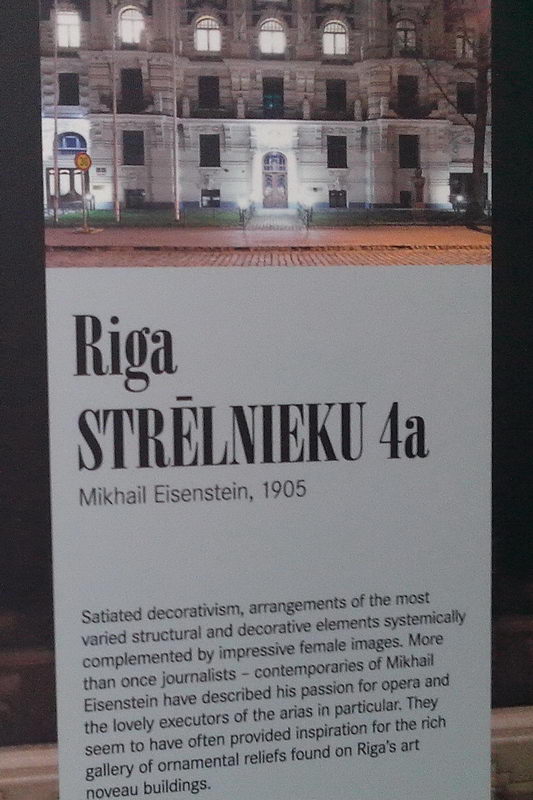 Riga
STRĒLNIEKU 4a
Mikhail Eisenstein, 1905
Satiated decorativism, arrangements of the most
varied structural and decorative elements systemically
complemented by impressive female images. More
than once journalists – contemporaries of Mikhail
Eisenstein have described his passion for opera and
the lovely executors of the arias in particular. They
seem to have often provided inspiration for the rich
gallery of ornamental reliefs found on Riga's art
noveau buildings.